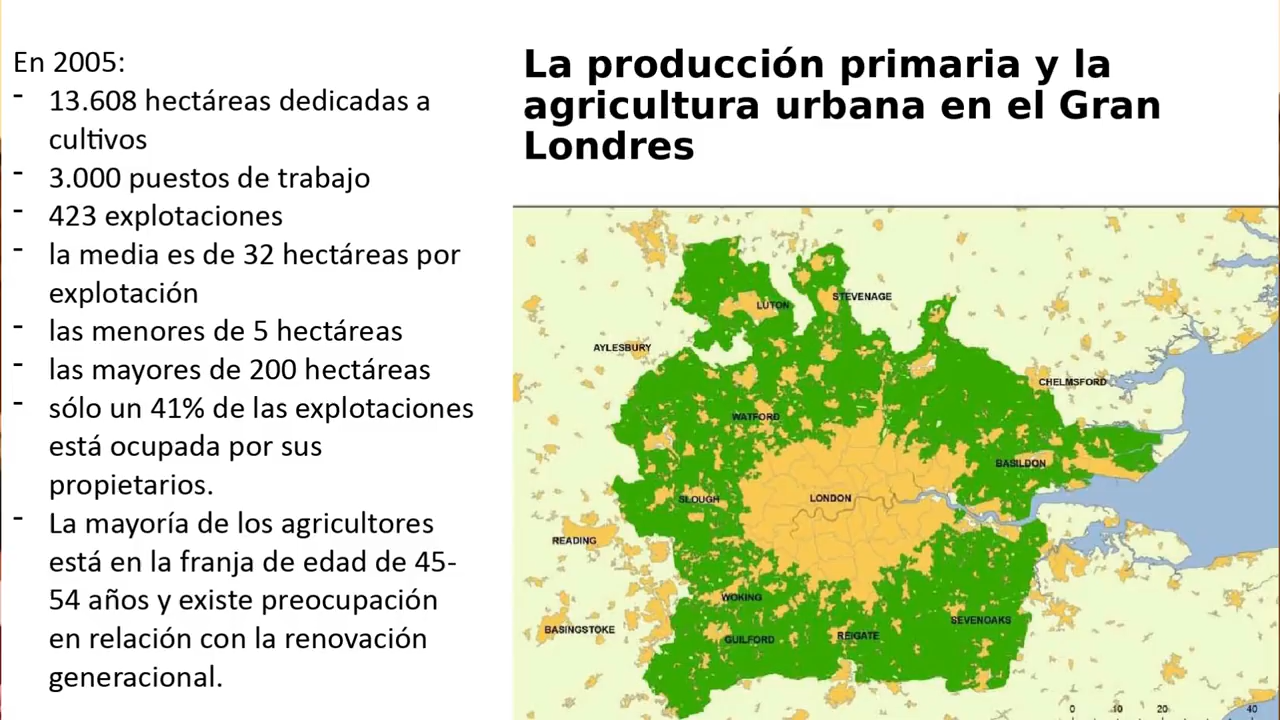 En 2005:
- 13.608 hectáreas dedicadas a
cultivos
- 3.000 puestos de trabajo
- 423 explotaciones
- la media es de 32 hectáreas por
explotación
- las menores de 5 hectáreas
- las mayores de 200 hectáreas
- sólo un 41% de las explotaciones
está ocupada por sus
propietarios.
- La mayoría de los agricultores
está en la franja de edad de 45-
54 años y existe preocupación
en relación con la renovación
generacional.
La producción primaria y la
agricultura urbana en el Gran
Londres
LUTON
STEVENAGE
AYLESBURY
CHELMSFORD
WATFORD
BASILDON
SLOUGH
LONDON
READING
WOKING
BASINGSTOKE
GUILFORD
REIGATE
SEVENOAKS
0 10 20 40